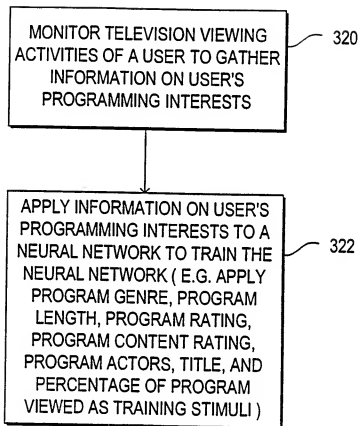 MONITOR TELEVISION VIEWING
ACTIVITIES OF A USER TO GATHER
INFORMATION ON USER'S
PROGRAMMING INTERESTS
320
APPLY INFORMATION ON USER'S
PROGRAMMING INTERESTS TO A
NEURAL NETWORK TO TRAIN THE
NEURAL NETWORK ( E.G. APPLY
PROGRAM GENRE, PROGRAM
LENGTH, PROGRAM RATING,
PROGRAM CONTENT RATING,
PROGRAM ACTORS, TITLE, AND
PERCENTAGE OF PROGRAM
VIEWED AS TRAINING STIMULI )
322